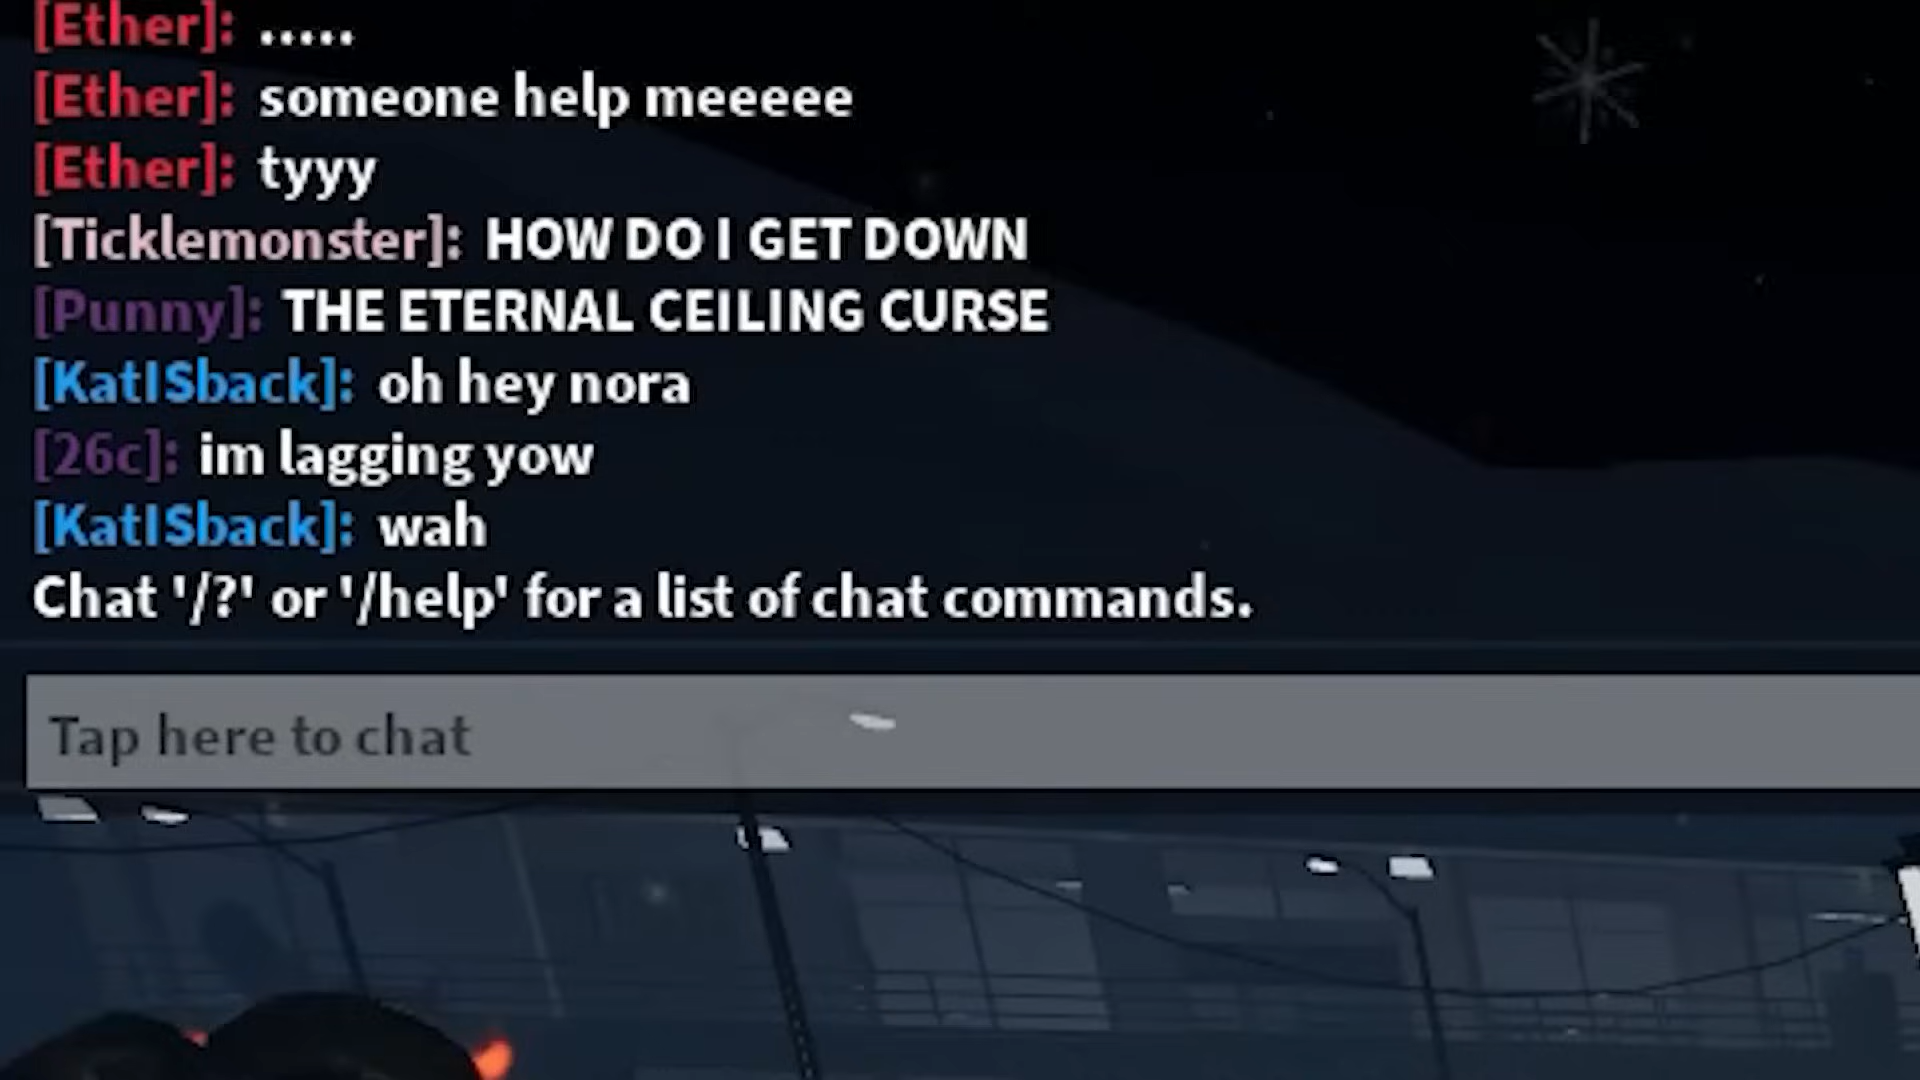 [Ether]: .....
[Ether]: someone help meeeee
[Ether]: tyyy
[Ticklemonster]: HOW DO I GET DOWN
[Punny]: THE ETERNAL CEILING CURSE
[KatISback]: oh hey nora
[26c]: im lagging yow
[KatISback]: wah
Chat '/?' or '/help' for a list of chat commands.
Tap here to chat